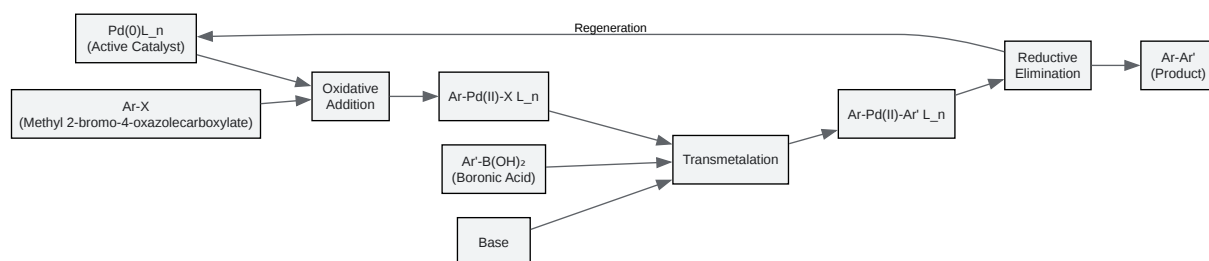 Pd(0)L_n
(Active Catalyst)
Regeneration
Reductive
Elimination
Ar-Ar'
(Product)
Ar-X
(Methyl 2-bromo-4-oxazolecarboxylate)
Oxidative
Addition
Ar-Pd(II)-X L_n
Ar-Pd(II)-Ar' L_n
Ar'-B(OH)₂
(Boronic Acid)
Transmetalation
Base